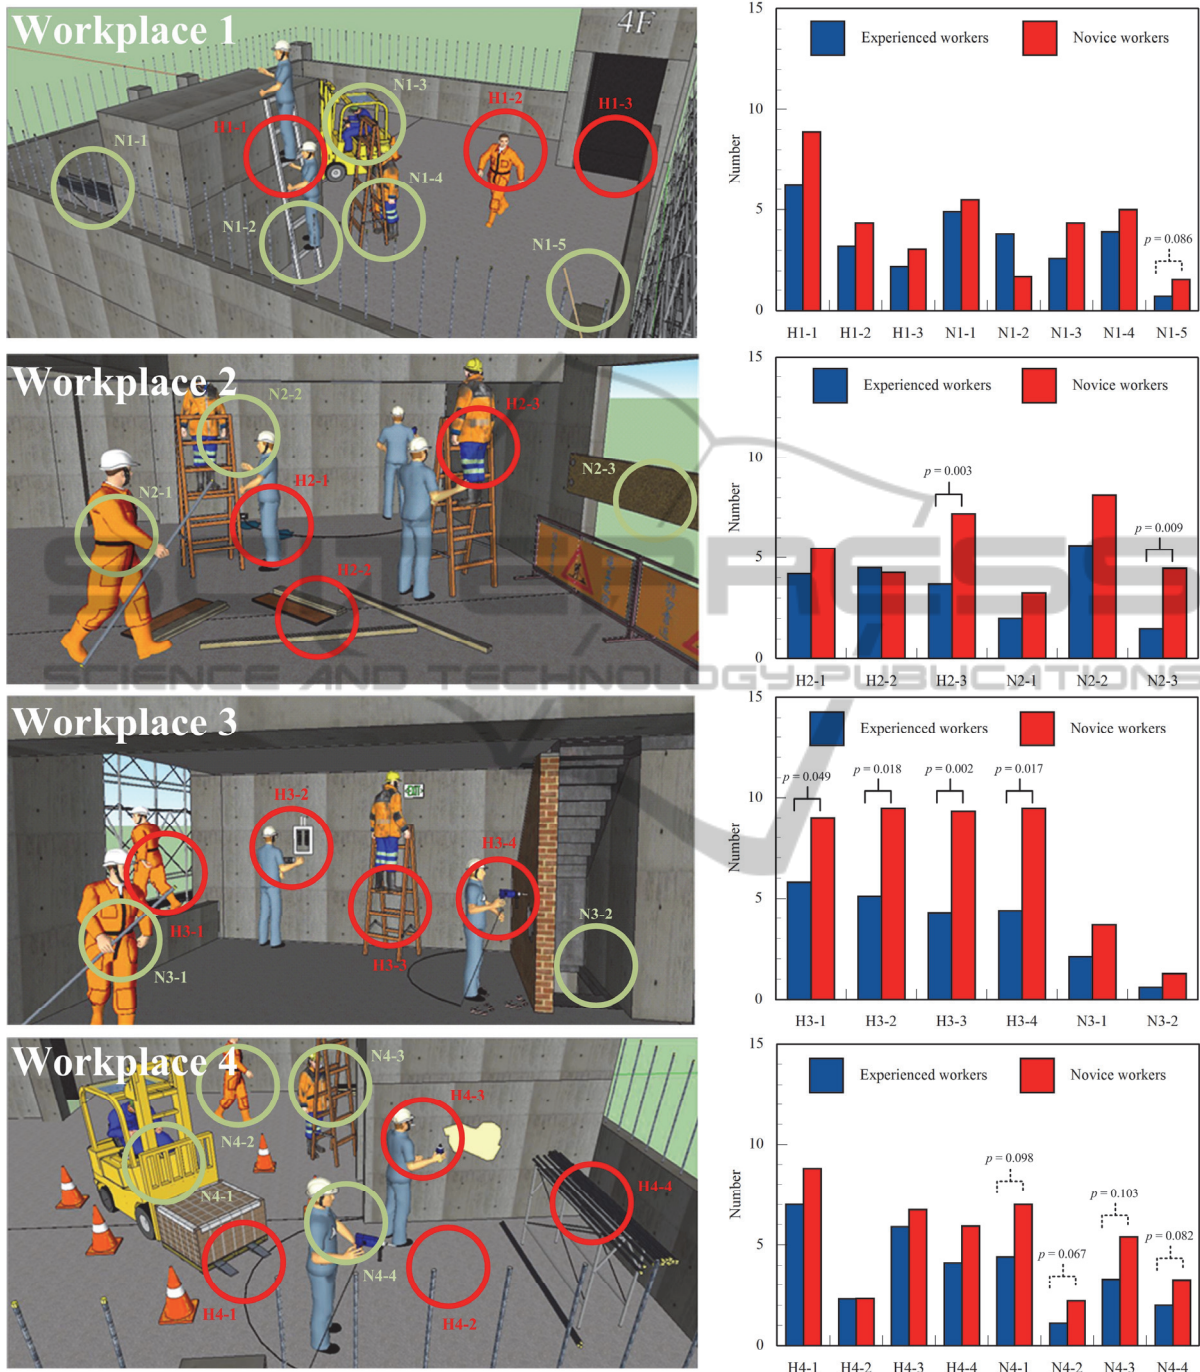 Workplace 1
4F
H1-1
H1-2
H1-3
N1-1
N1-2
N1-3
N1-4
N1-5
15
10
5
0
Number
Experienced workers
Novice workers
p = 0.086
H1-1 H1-2 H1-3 N1-1 N1-2 N1-3 N1-4 N1-5
Workplace 2
N2-2
H2-3
N2-3
N2-1
H2-1
H2-2
15
10
5
0
Number
Experienced workers
Novice workers
p = 0.003
p = 0.009
H2-1 H2-2 H2-3 N2-1 N2-2 N2-3
SCITEPRESS
SCIENCE AND TECHNOLOGY PUBLICATIONS
Workplace 3
EXIT
H3-2
H3-4
H3-1
H3-3
N3-1
N3-2
15
10
5
0
Number
Experienced workers
Novice workers
p = 0.049
p = 0.018
p = 0.002
p = 0.017
H3-1 H3-2 H3-3 H3-4 N3-1 N3-2
Workplace 4
N4-3
H4-3
N4-2
N4-1
H4-4
N4-4
H4-1
H4-2
15
10
5
0
Number
Experienced workers
Novice workers
p = 0.098
p = 0.067
p = 0.103
p = 0.082
H4-1 H4-2 H4-3 H4-4 N4-1 N4-2 N4-3 N4-4